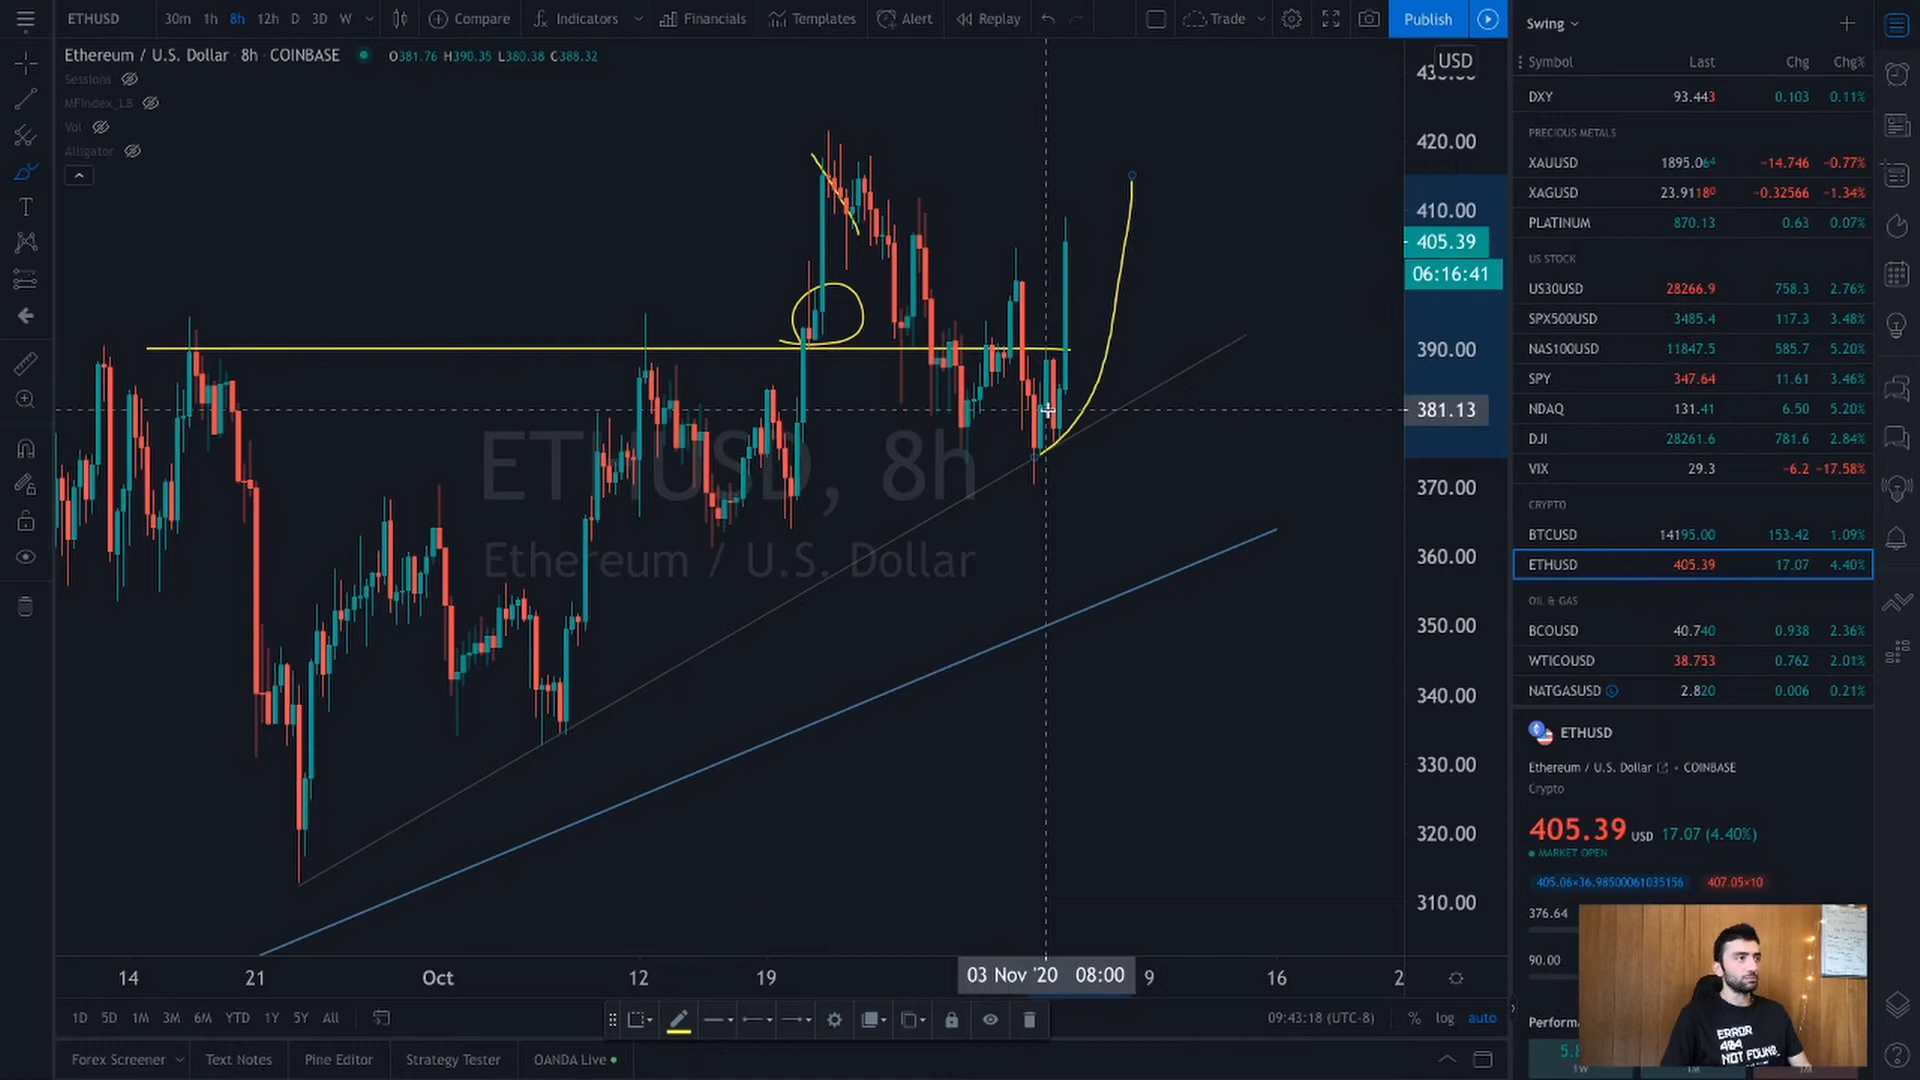 ETHUSD 30m 1h 8h 12h D 3D W Compare Indicators Financials Templates Alert Replay Trade Publish
Ethereum / U.S. Dollar · 8h · COINBASE O381.76 H390.35 L380.38 C388.32
Sessions
MFIndex_LB
Vol
Alligator
USD
420.00
410.00
405.39
06:16:41
390.00
381.13
370.00
360.00
350.00
340.00
330.00
320.00
310.00
ETHUSD, 8h
Ethereum / U.S. Dollar
14 21 Oct 12 19 03 Nov '20 08:00 9 16 2
1D 5D 1M 3M 6M YTD 1Y 5Y All
09:43:18 (UTC-8) % log auto
Forex Screener Text Notes Pine Editor Strategy Tester OANDA Live
Swing
Symbol Last Chg Chg%
DXY 93.443 0.103 0.11%
PRECIOUS METALS
XAUUSD 1895.064 −14.746 −0.77%
XAGUSD 23.91180 −0.32566 −1.34%
PLATINUM 870.13 0.63 0.07%
US STOCK
US30USD 28266.9 758.3 2.76%
SPX500USD 3485.4 117.3 3.48%
NAS100USD 11847.5 585.7 5.20%
SPY 347.64 11.61 3.46%
NDAQ 131.41 6.50 5.20%
DJI 28261.6 781.6 2.84%
VIX 29.3 −6.2 −17.58%
CRYPTO
BTCUSD 14195.00 153.42 1.09%
ETHUSD 405.39 17.07 4.40%
OIL & GAS
BCOUSD 40.740 0.938 2.36%
WTICOUSD 38.753 0.762 2.01%
NATGASUSD 2.820 0.006 0.21%
ETHUSD
Ethereum / U.S. Dollar · COINBASE
Crypto
405.39 USD 17.07 (4.40%)
MARKET OPEN
405.06×36.98500061035156 407.05×10
376.64
90.00
ERROR
404
NOT FOUND